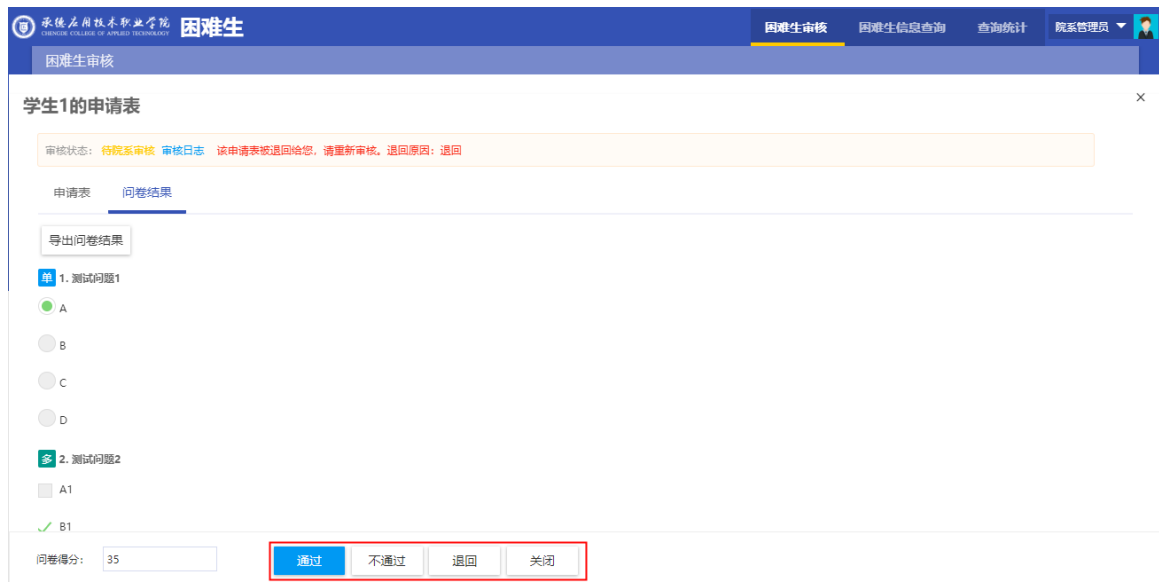 承德应用技术职业学院 困难生
CHENGDE COLLEGE OF APPLIED TECHNOLOGY
困难生审核 困难生信息查询 查询统计 院系管理员
困难生审核
学生1的申请表
审核状态: 待院系审核 审核日志 该申请表被退回给您，请重新审核。退回原因：退回
申请表 问卷结果
导出问卷结果
单 1. 测试问题1
A
B
C
D
多 2. 测试问题2
A1
B1
问卷得分: 35 通过 不通过 退回 关闭